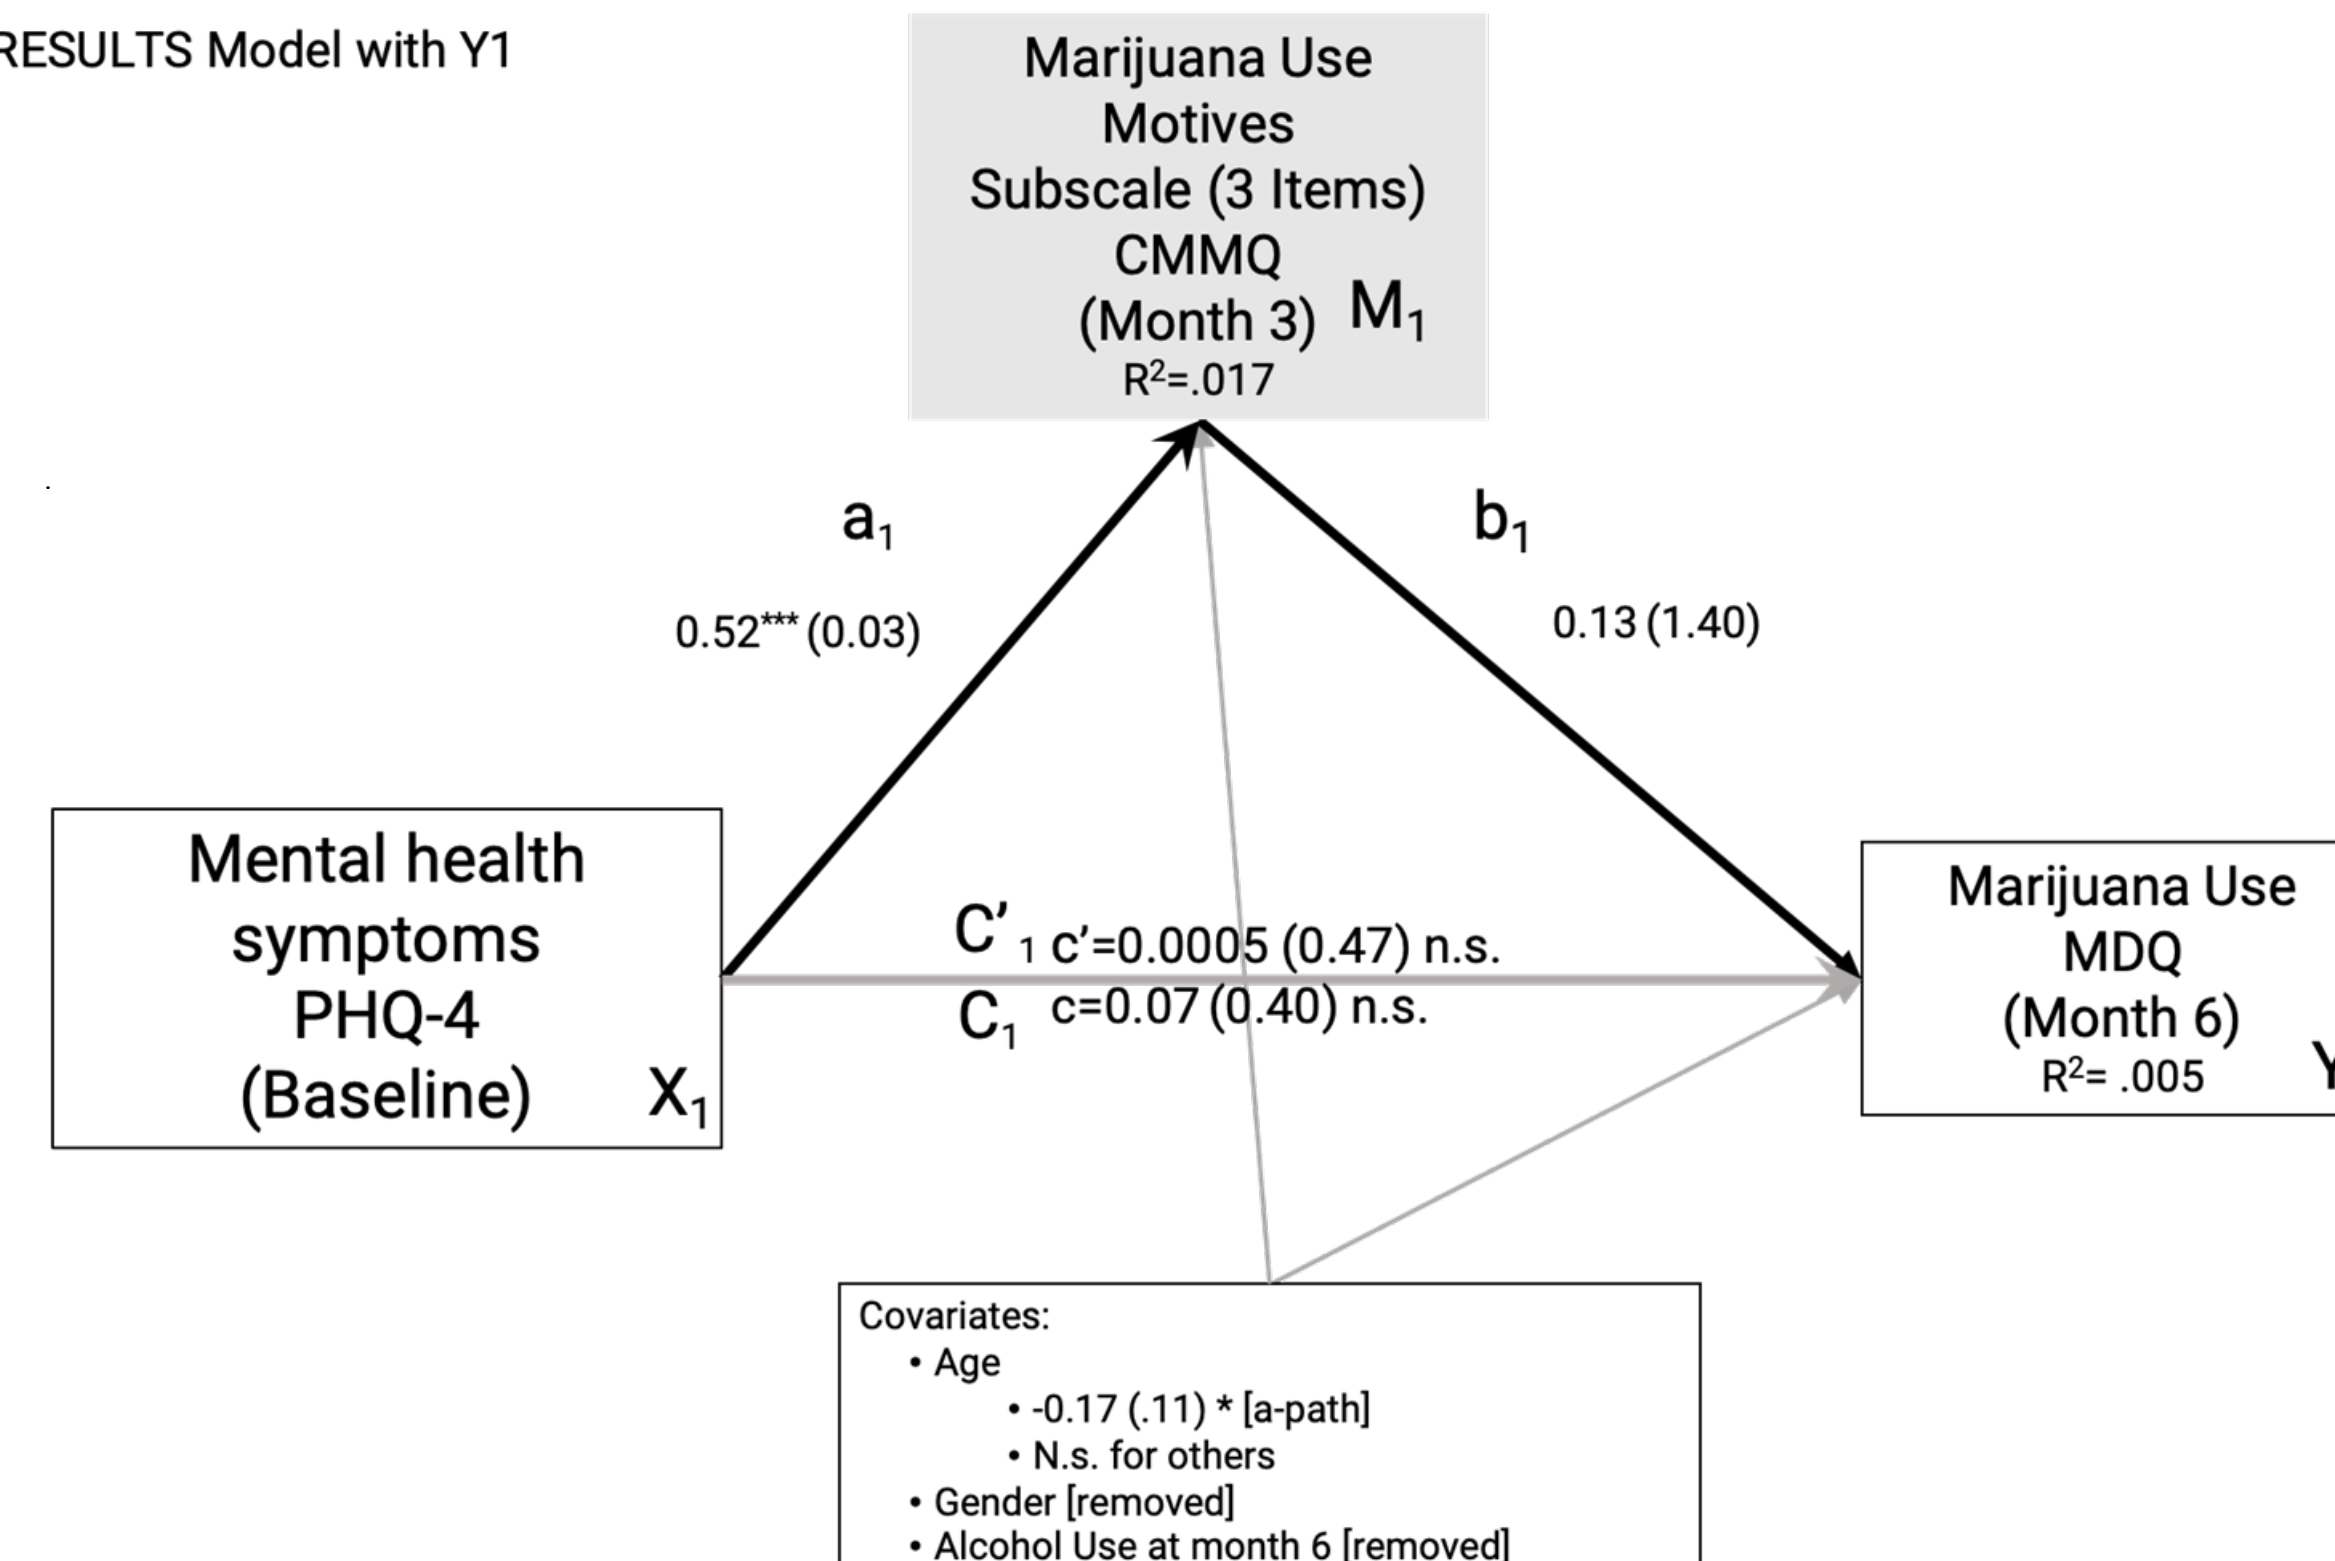 RESULTS Model with Y1
Marijuana Use
Motives
Subscale (3 Items)
CMMQ
(Month 3) M₁
R²=.017
a₁
b₁
0.52*** (0.03)
0.13 (1.40)
Mental health
symptoms
PHQ-4
(Baseline) X₁
C’₁ c’=0.0005 (0.47) n.s.
C₁ c=0.07 (0.40) n.s.
Marijuana Use
MDQ
(Month 6)
R²= .005 Y
Covariates:
• Age
• -0.17 (.11) * [a-path]
• N.s. for others
• Gender [removed]
• Alcohol Use at month 6 [removed]